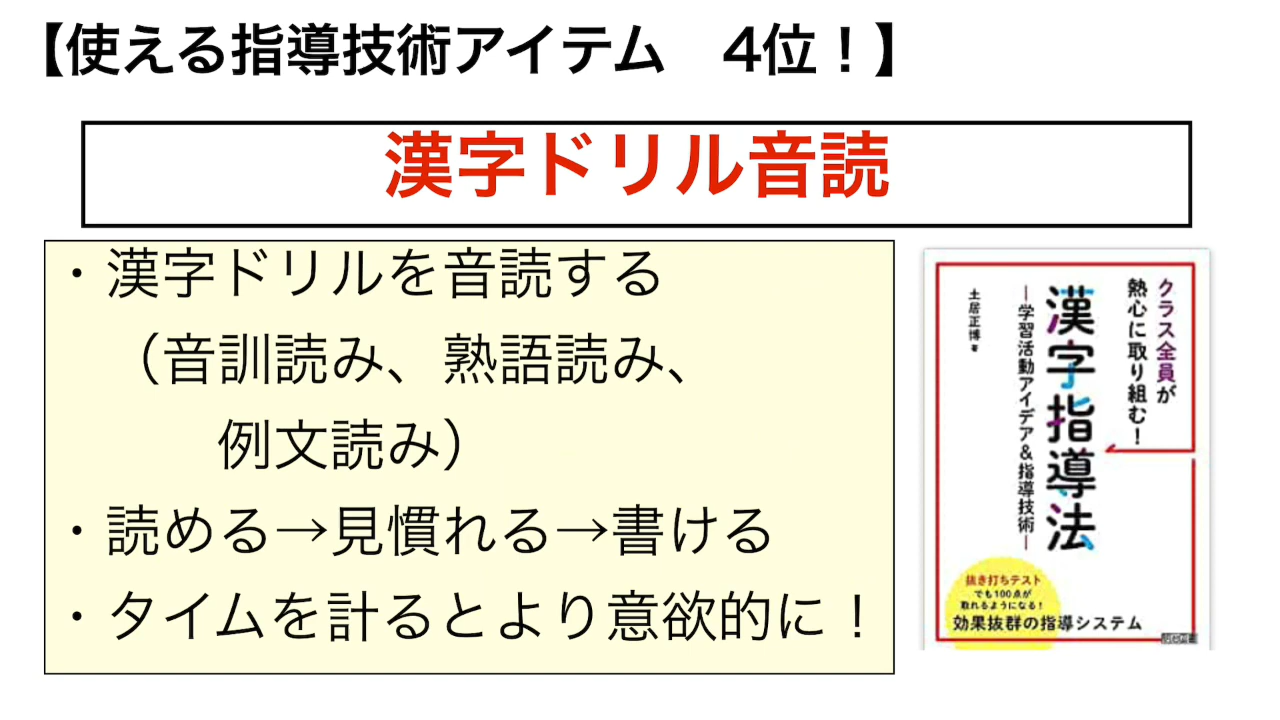 【使える指導技術アイテム　4位！】
漢字ドリル音読
・漢字ドリルを音読する
（音訓読み、熟語読み、
例文読み）
・読める→見慣れる→書ける
・タイムを計るとより意欲的に！
クラス全員が
熱心に取り組む！
漢字指導法
―学習活動アイデア＆指導技術―
土居正博 著
抜き打ちテスト
でも100点が
取れるようになる！
効果抜群の指導システム